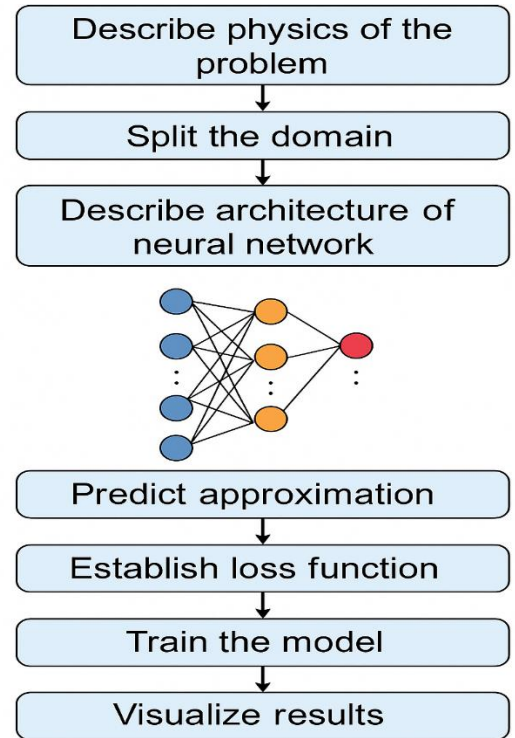 Describe physics of the
problem
Split the domain
Describe architecture of
neural network
Predict approximation
Establish loss function
Train the model
Visualize results